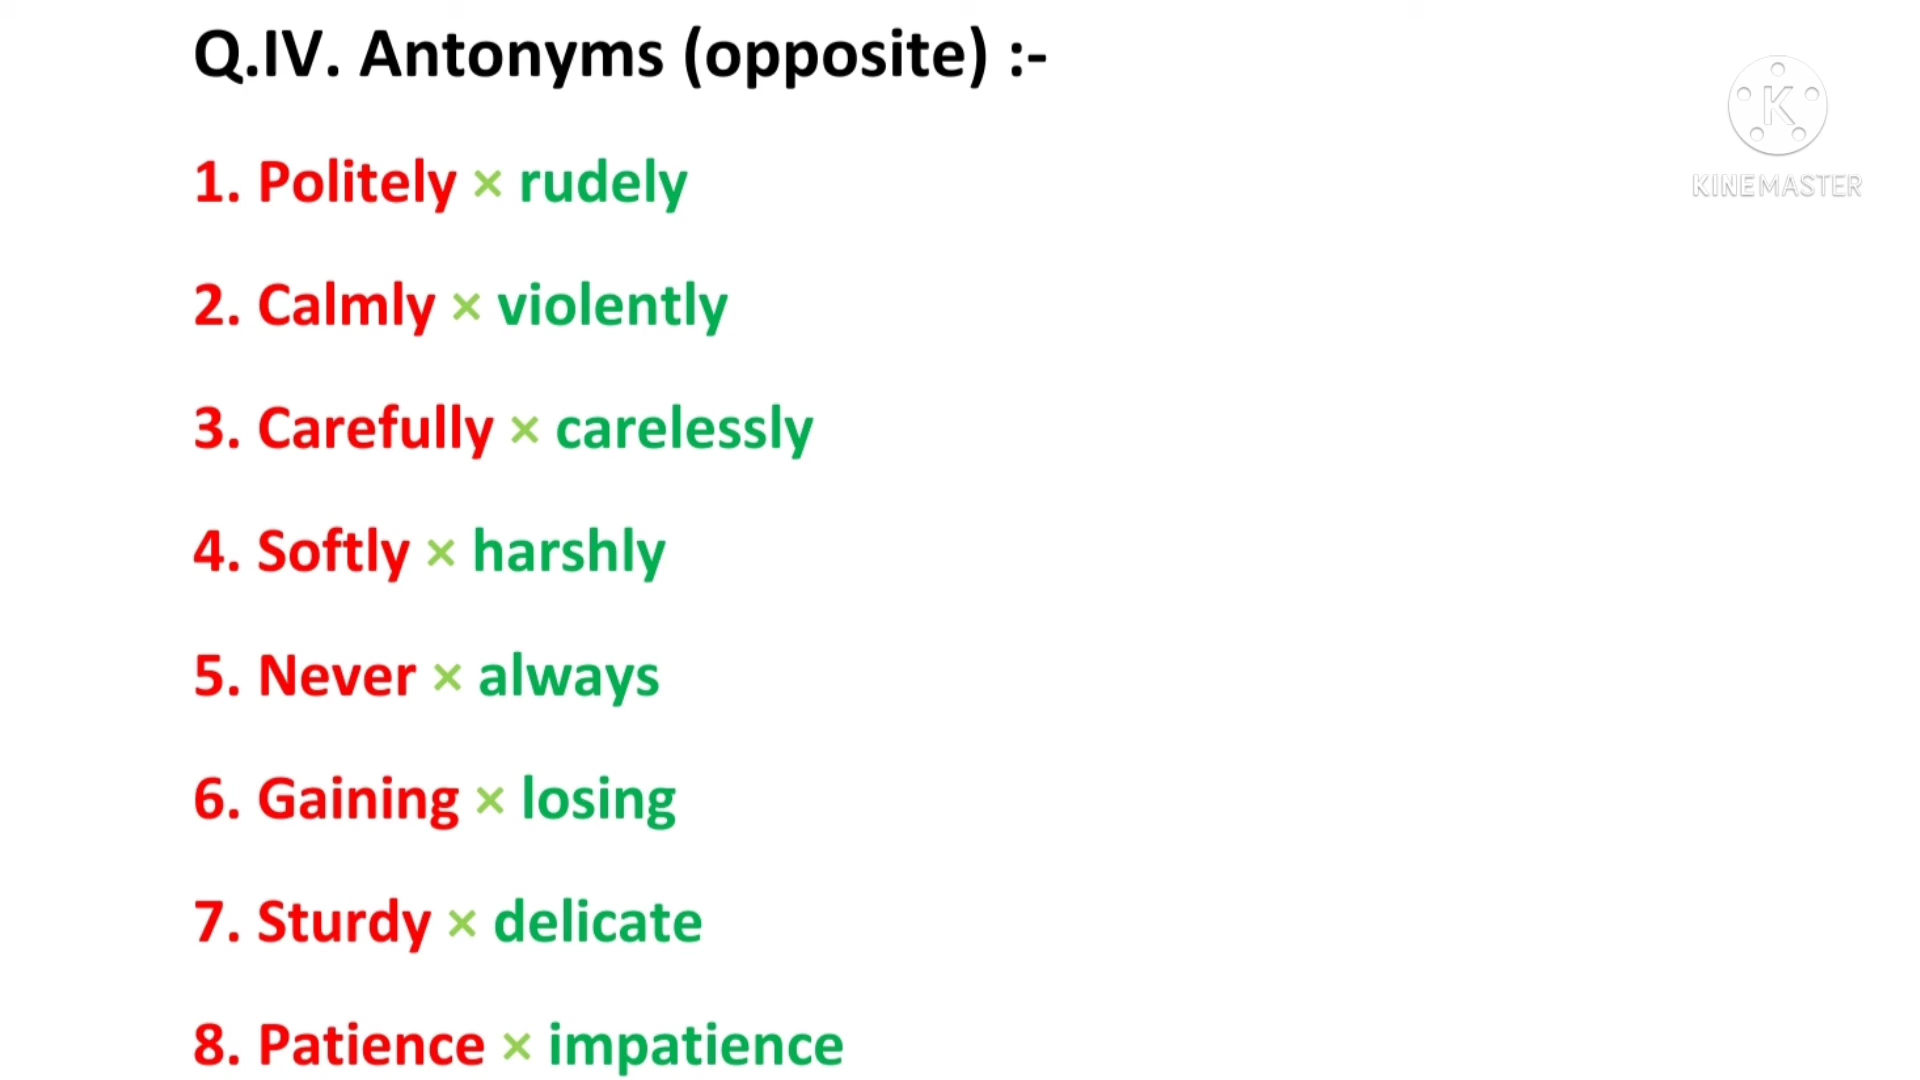 Q.IV. Antonyms (opposite) :-
K
KINEMASTER
1. Politely × rudely
2. Calmly × violently
3. Carefully × carelessly
4. Softly × harshly
5. Never × always
6. Gaining × losing
7. Sturdy × delicate
8. Patience × impatience